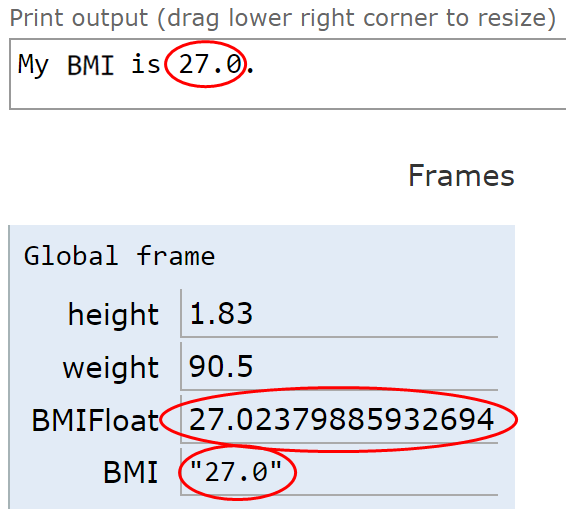 Print output (drag lower right corner to resize)
My BMI is 27.0.
Frames
Global frame
height 1.83
weight 90.5
BMIFloat 27.02379885932694
BMI "27.0"